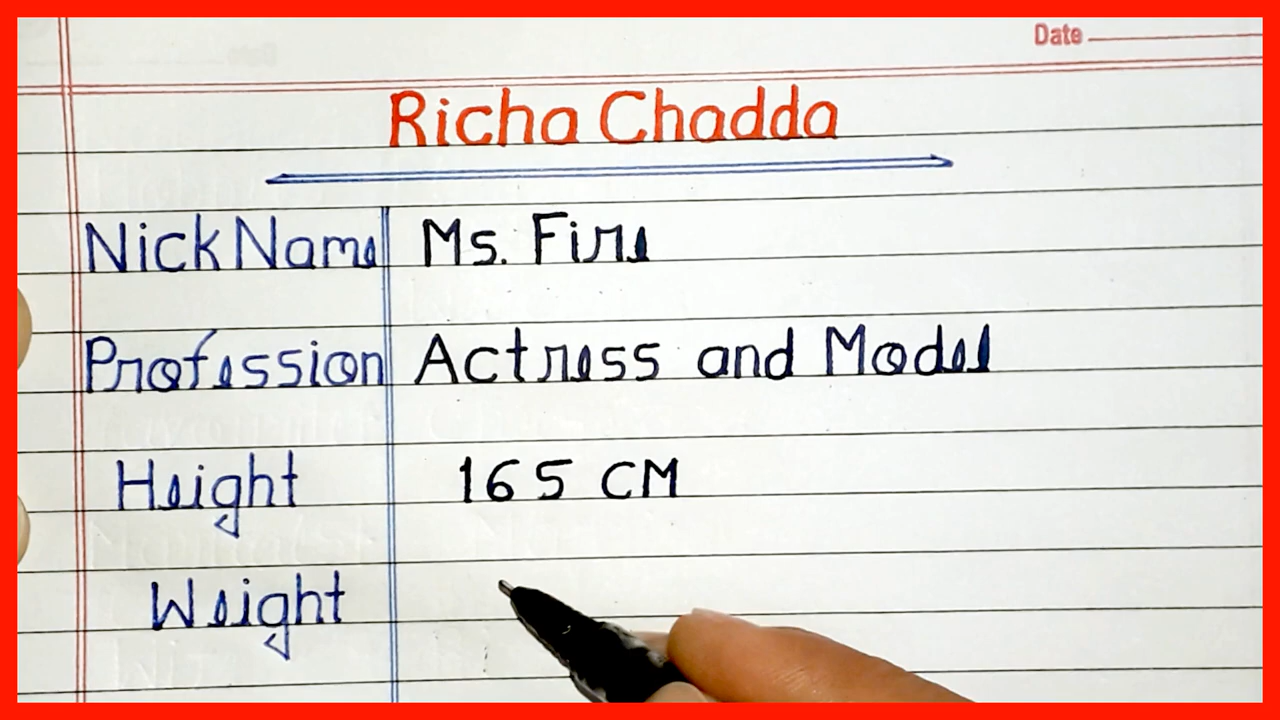 Date
Richa Chadda
Nick Name Ms. Fire
Profession Actress and Model
Height 165 CM
Weight